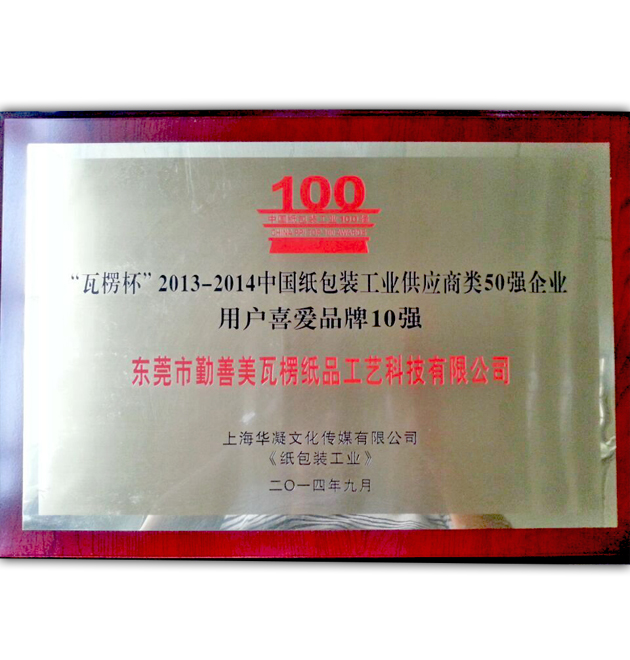 100
“瓦楞杯”2013-2014中国纸包装工业供应商类50强企业
用户喜爱品牌10强
东莞市勤善美瓦楞纸品工艺科技有限公司
上海华凝文化传媒有限公司
《纸包装工业》
二〇一四年九月